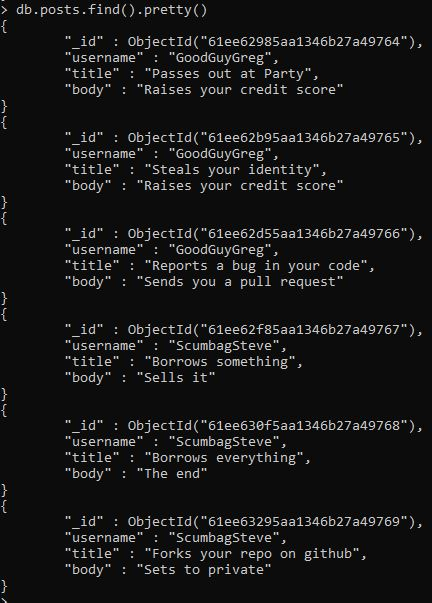 > db.posts.find().pretty()
{
"_id" : ObjectId("61ee62985aa1346b27a49764"),
"username" : "GoodGuyGreg",
"title" : "Passes out at Party",
"body" : "Raises your credit score"
}
{
"_id" : ObjectId("61ee62b95aa1346b27a49765"),
"username" : "GoodGuyGreg",
"title" : "Steals your identity",
"body" : "Raises your credit score"
}
{
"_id" : ObjectId("61ee62d55aa1346b27a49766"),
"username" : "GoodGuyGreg",
"title" : "Reports a bug in your code",
"body" : "Sends you a pull request"
}
{
"_id" : ObjectId("61ee62f85aa1346b27a49767"),
"username" : "ScumbagSteve",
"title" : "Borrows something",
"body" : "Sells it"
}
{
"_id" : ObjectId("61ee630f5aa1346b27a49768"),
"username" : "ScumbagSteve",
"title" : "Borrows everything",
"body" : "The end"
}
{
"_id" : ObjectId("61ee63295aa1346b27a49769"),
"username" : "ScumbagSteve",
"title" : "Forks your repo on github",
"body" : "Sets to private"
}
>